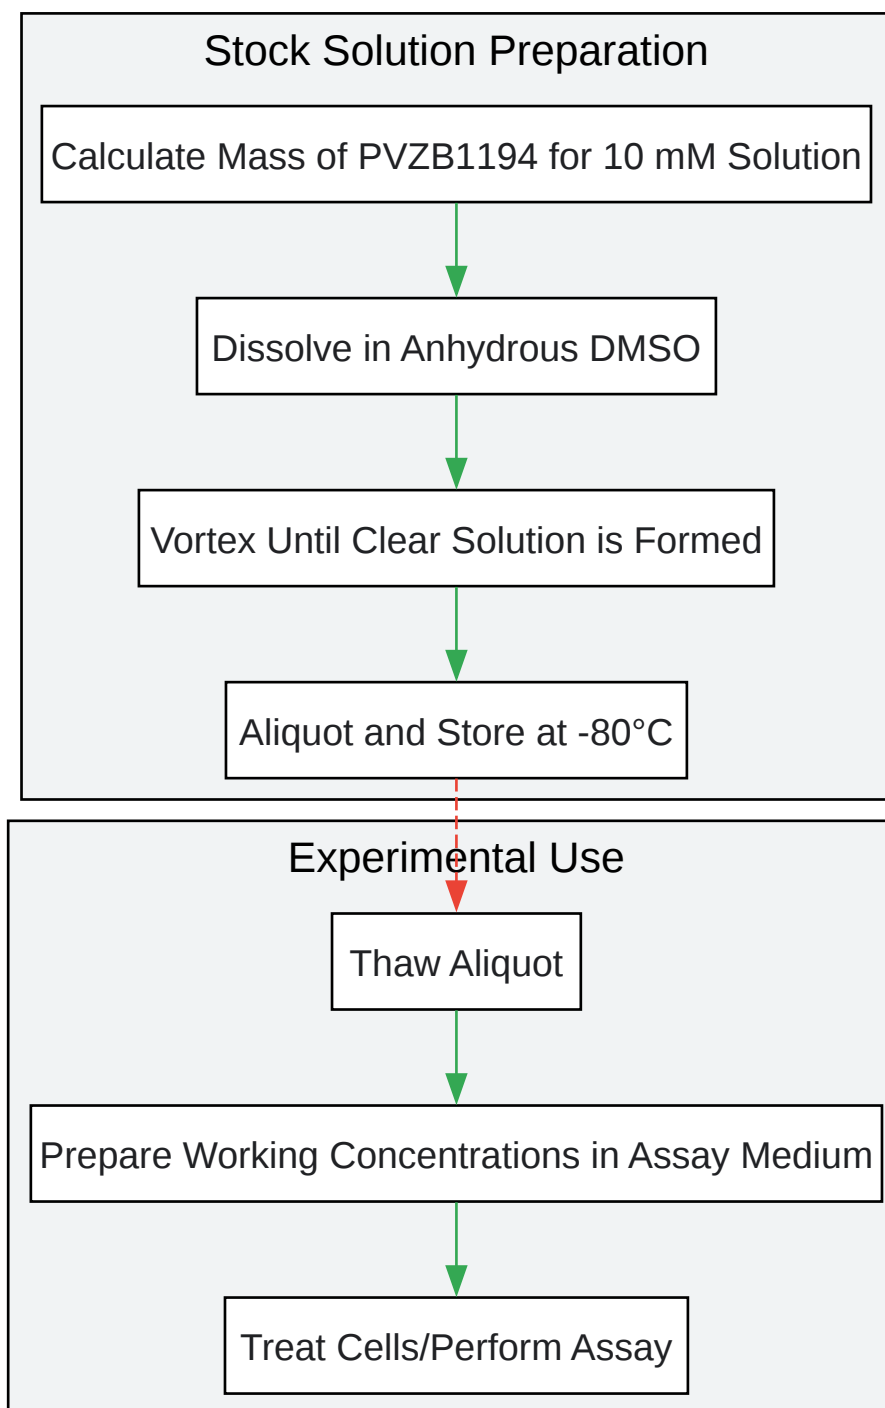 Stock Solution Preparation
Calculate Mass of PVZB1194 for 10 mM Solution
Dissolve in Anhydrous DMSO
Vortex Until Clear Solution is Formed
Aliquot and Store at -80°C
Experimental Use
Thaw Aliquot
Prepare Working Concentrations in Assay Medium
Treat Cells/Perform Assay